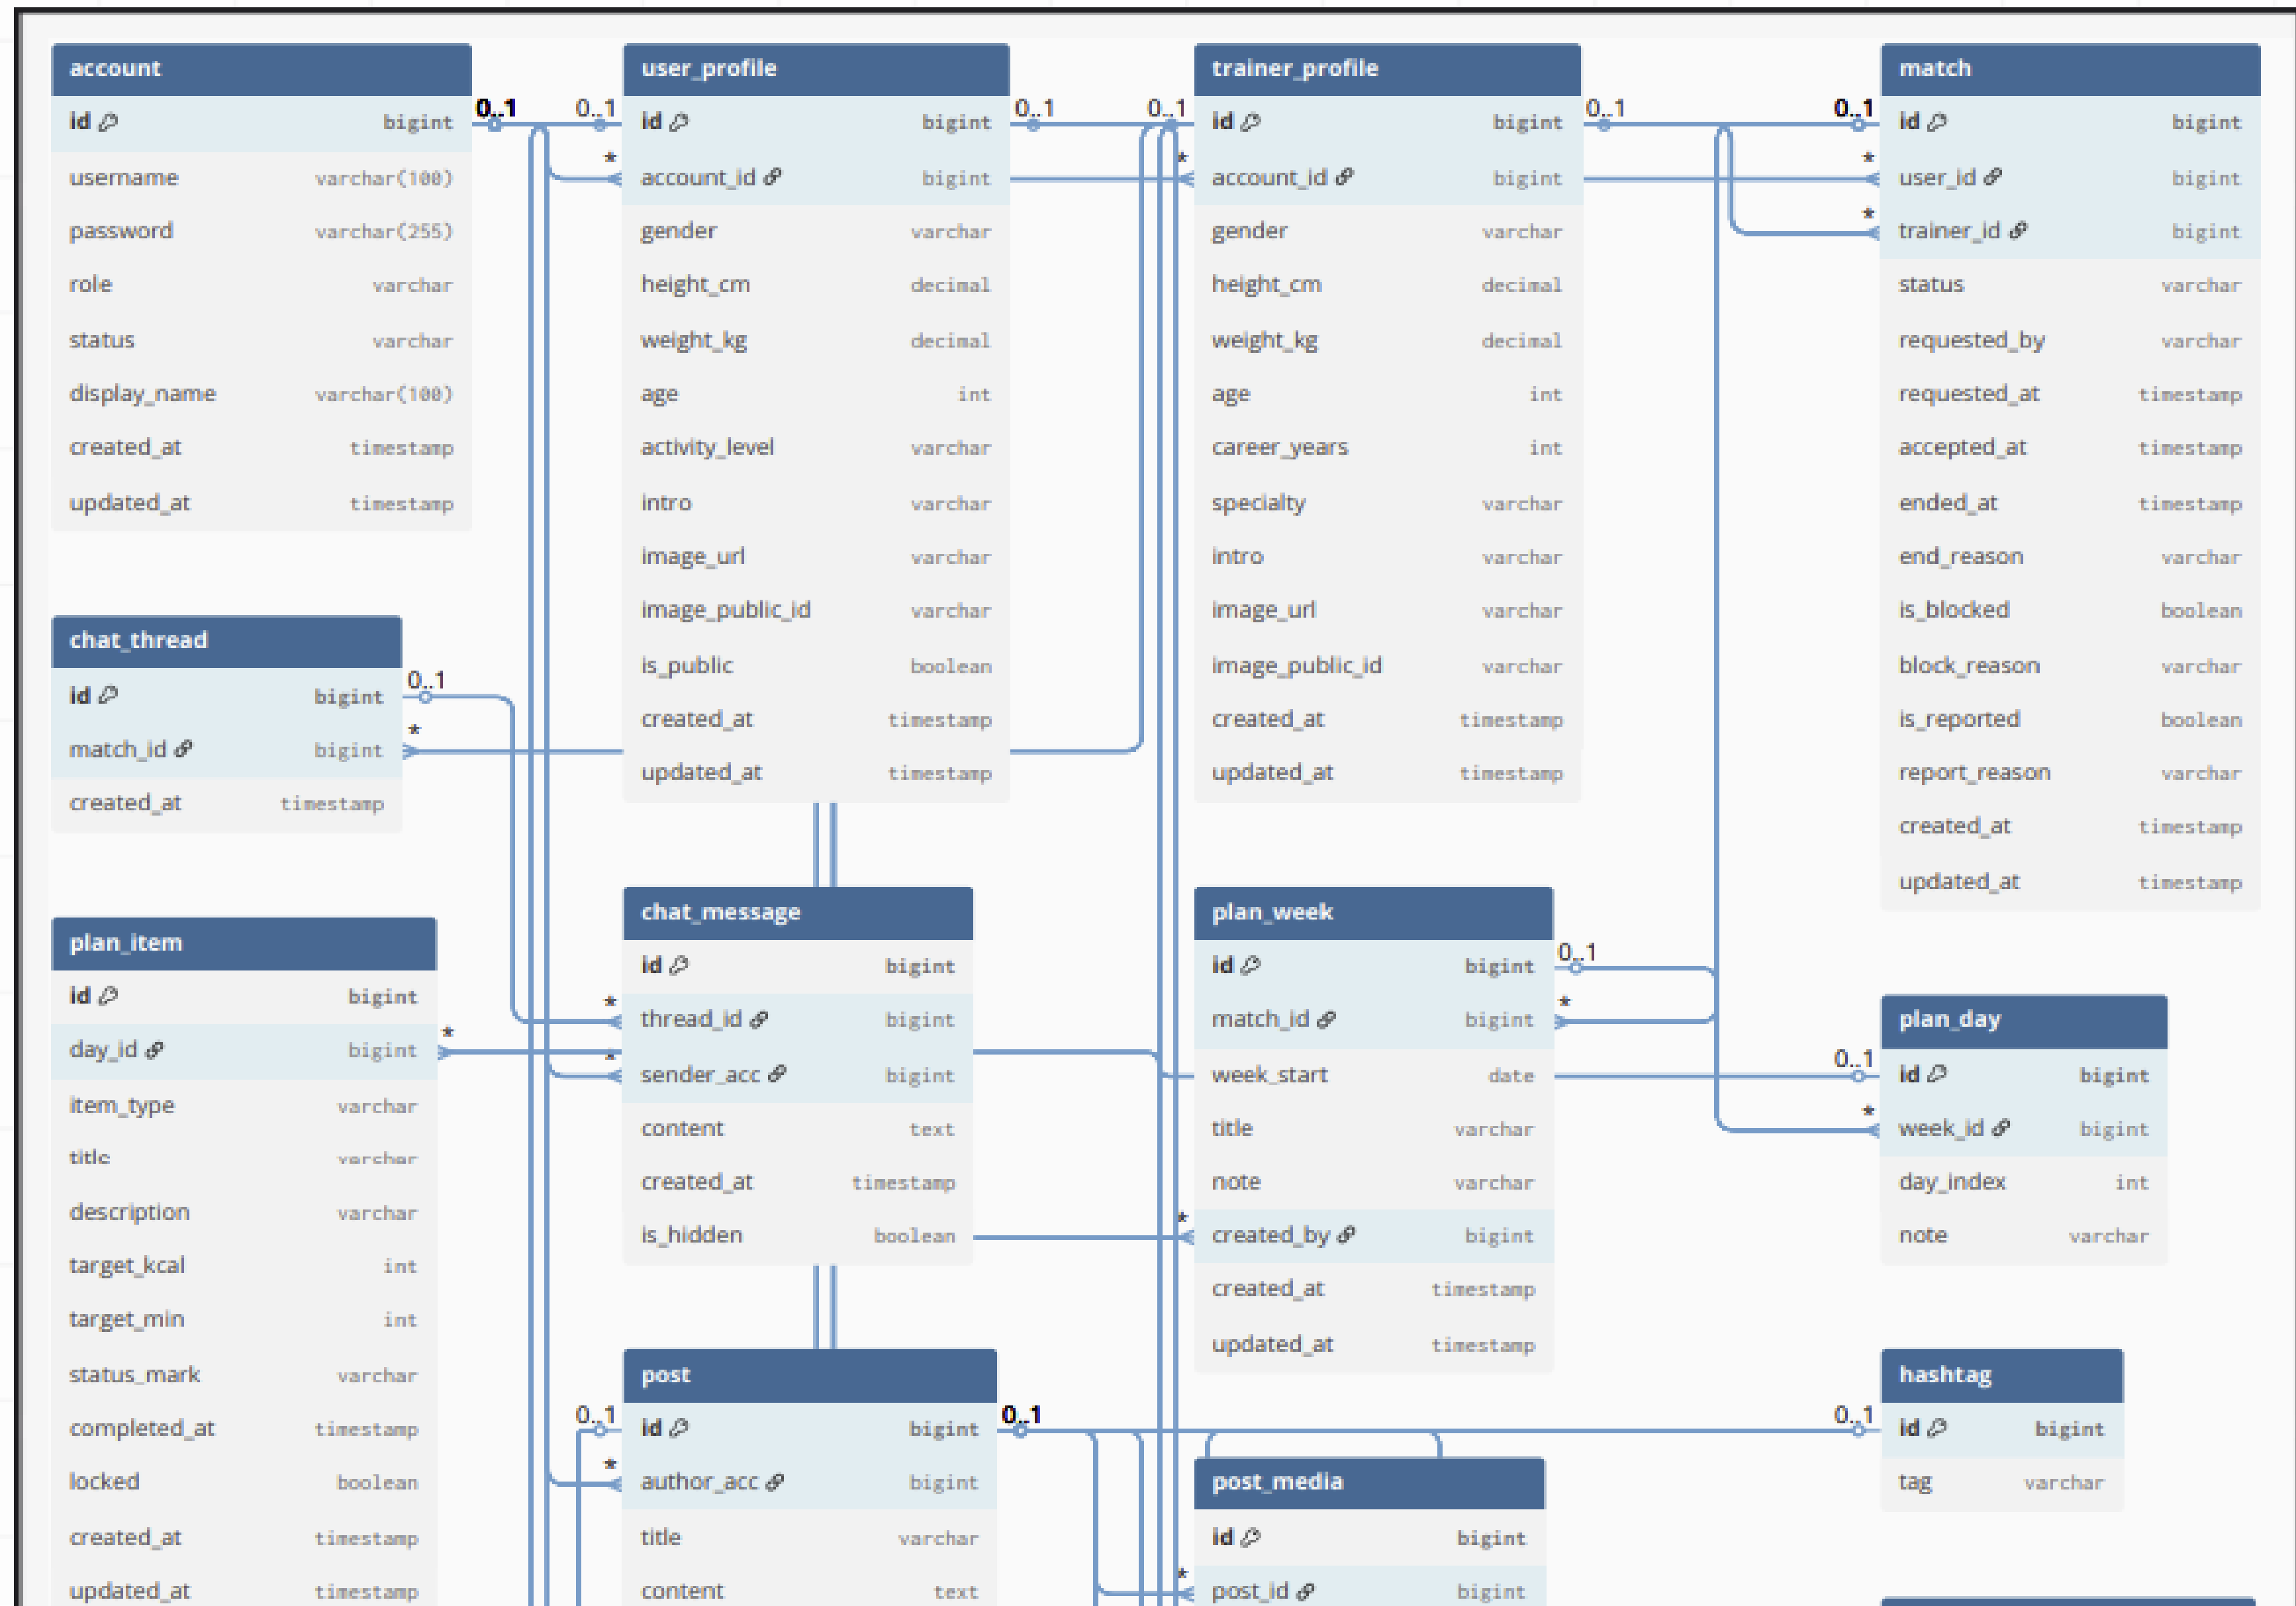 account
id bigint
username varchar(100)
password varchar(255)
role varchar
status varchar
display_name varchar(100)
created_at timestamp
updated_at timestamp
0..1
0..1
*
user_profile
id bigint
account_id bigint
gender varchar
height_cm decimal
weight_kg decimal
age int
activity_level varchar
intro varchar
image_url varchar
image_public_id varchar
is_public boolean
created_at timestamp
updated_at timestamp
0..1
0..1
*
trainer_profile
id bigint
account_id bigint
gender varchar
height_cm decimal
weight_kg decimal
age int
career_years int
specialty varchar
intro varchar
image_url varchar
image_public_id varchar
created_at timestamp
updated_at timestamp
0..1
0..1
*
*
match
id bigint
user_id bigint
trainer_id bigint
status varchar
requested_by varchar
requested_at timestamp
accepted_at timestamp
ended_at timestamp
end_reason varchar
is_blocked boolean
block_reason varchar
is_reported boolean
report_reason varchar
created_at timestamp
updated_at timestamp
chat_thread
id bigint
match_id bigint
created_at timestamp
0..1
*
plan_item
id bigint
day_id bigint
item_type varchar
title varchar
description varchar
target_kcal int
target_min int
status_mark varchar
completed_at timestamp
locked boolean
created_at timestamp
updated_at timestamp
*
*
*
chat_message
id bigint
thread_id bigint
sender_acc bigint
content text
created_at timestamp
is_hidden boolean
*
plan_week
id bigint
match_id bigint
week_start date
title varchar
note varchar
created_by bigint
created_at timestamp
updated_at timestamp
0..1
*
0..1
*
plan_day
id bigint
week_id bigint
day_index int
note varchar
0..1
*
post
id bigint
author_acc bigint
title varchar
content text
0..1
*
post_media
id bigint
post_id bigint
0..1
hashtag
id bigint
tag varchar